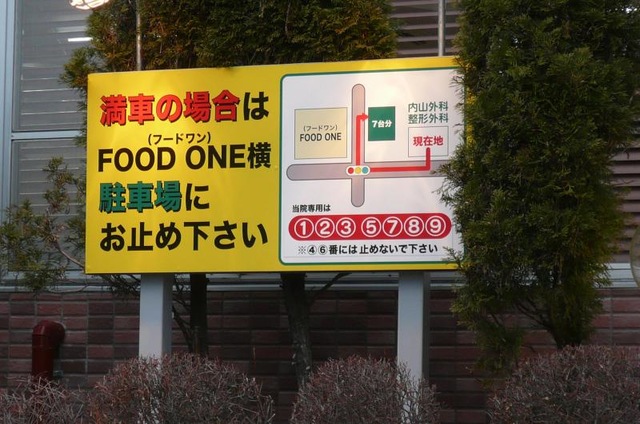 満車の場合は
(フードワン)
FOOD ONE横
駐車場に
お止め下さい
(フードワン)
FOOD ONE
7台分
内山外科
整形外科
現在地
当院専用は
①②③⑤⑦⑧⑨
※④⑥番には止めないで下さい